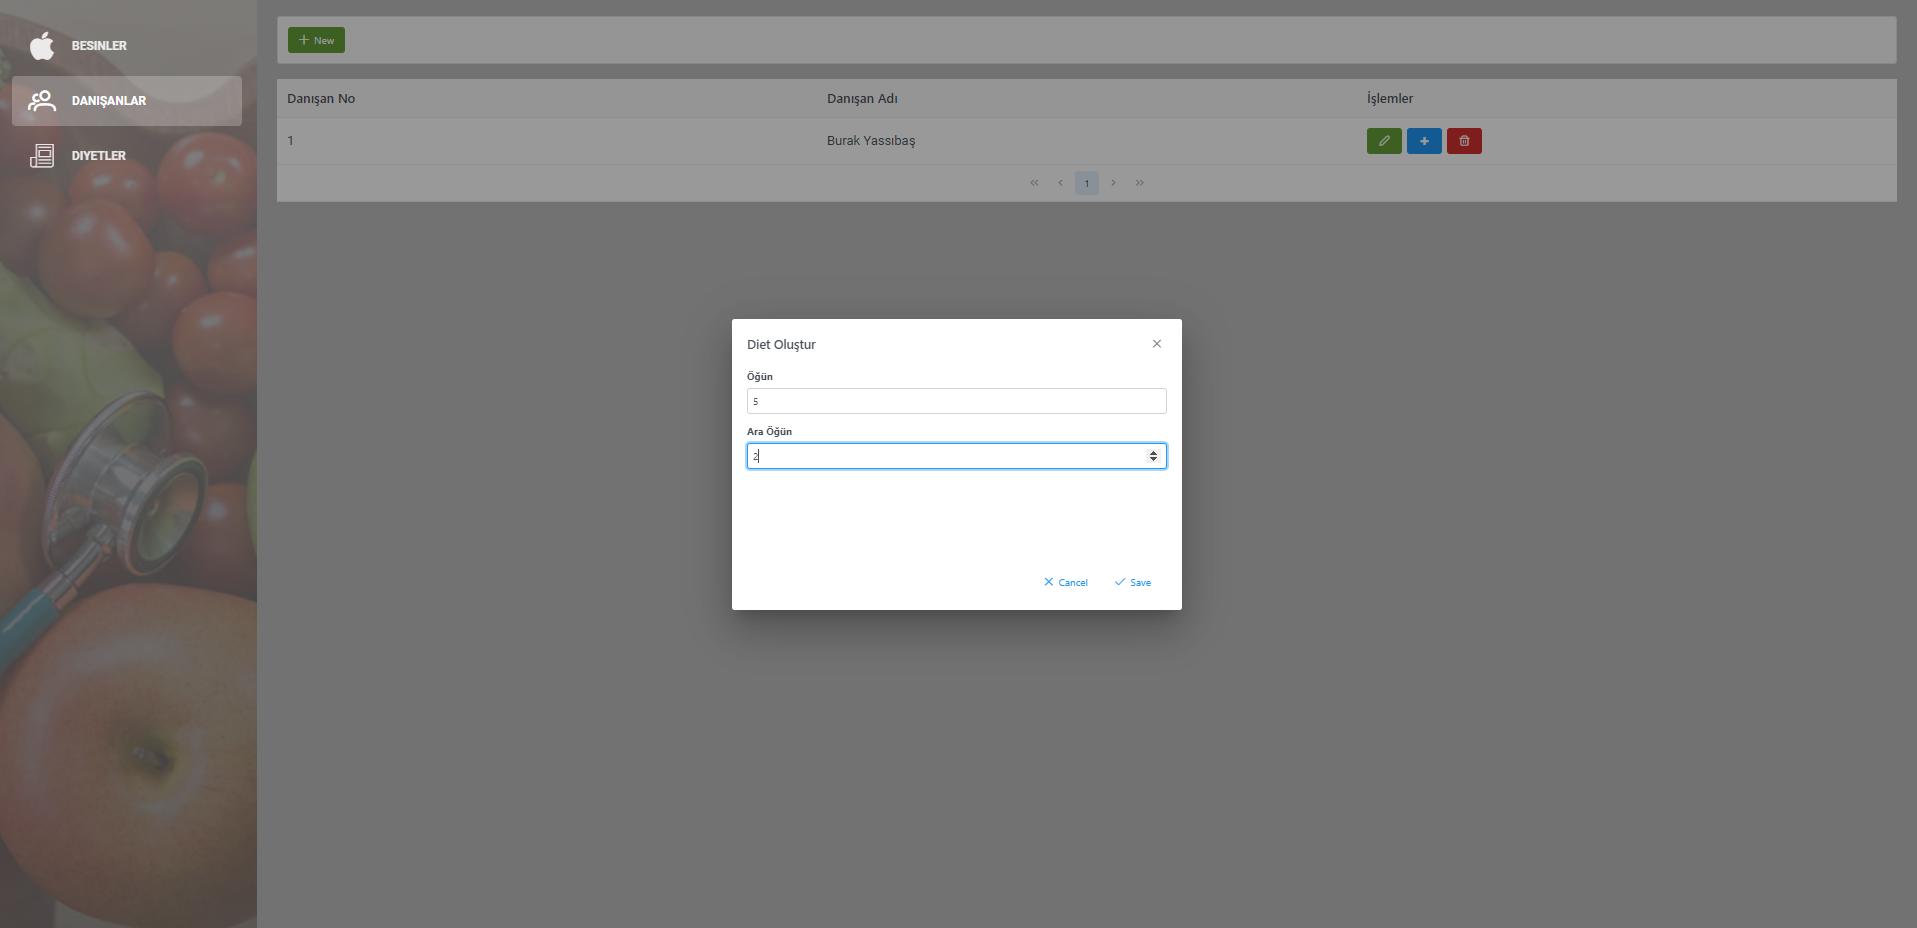 BESINLER
DANIŞANLAR
DIYETLER
New
Danışan No
Danışan Adı
İşlemler
1
Burak Yassıbaş
1
Diet Oluştur
Öğün
5
Ara Öğün
2
Cancel
Save